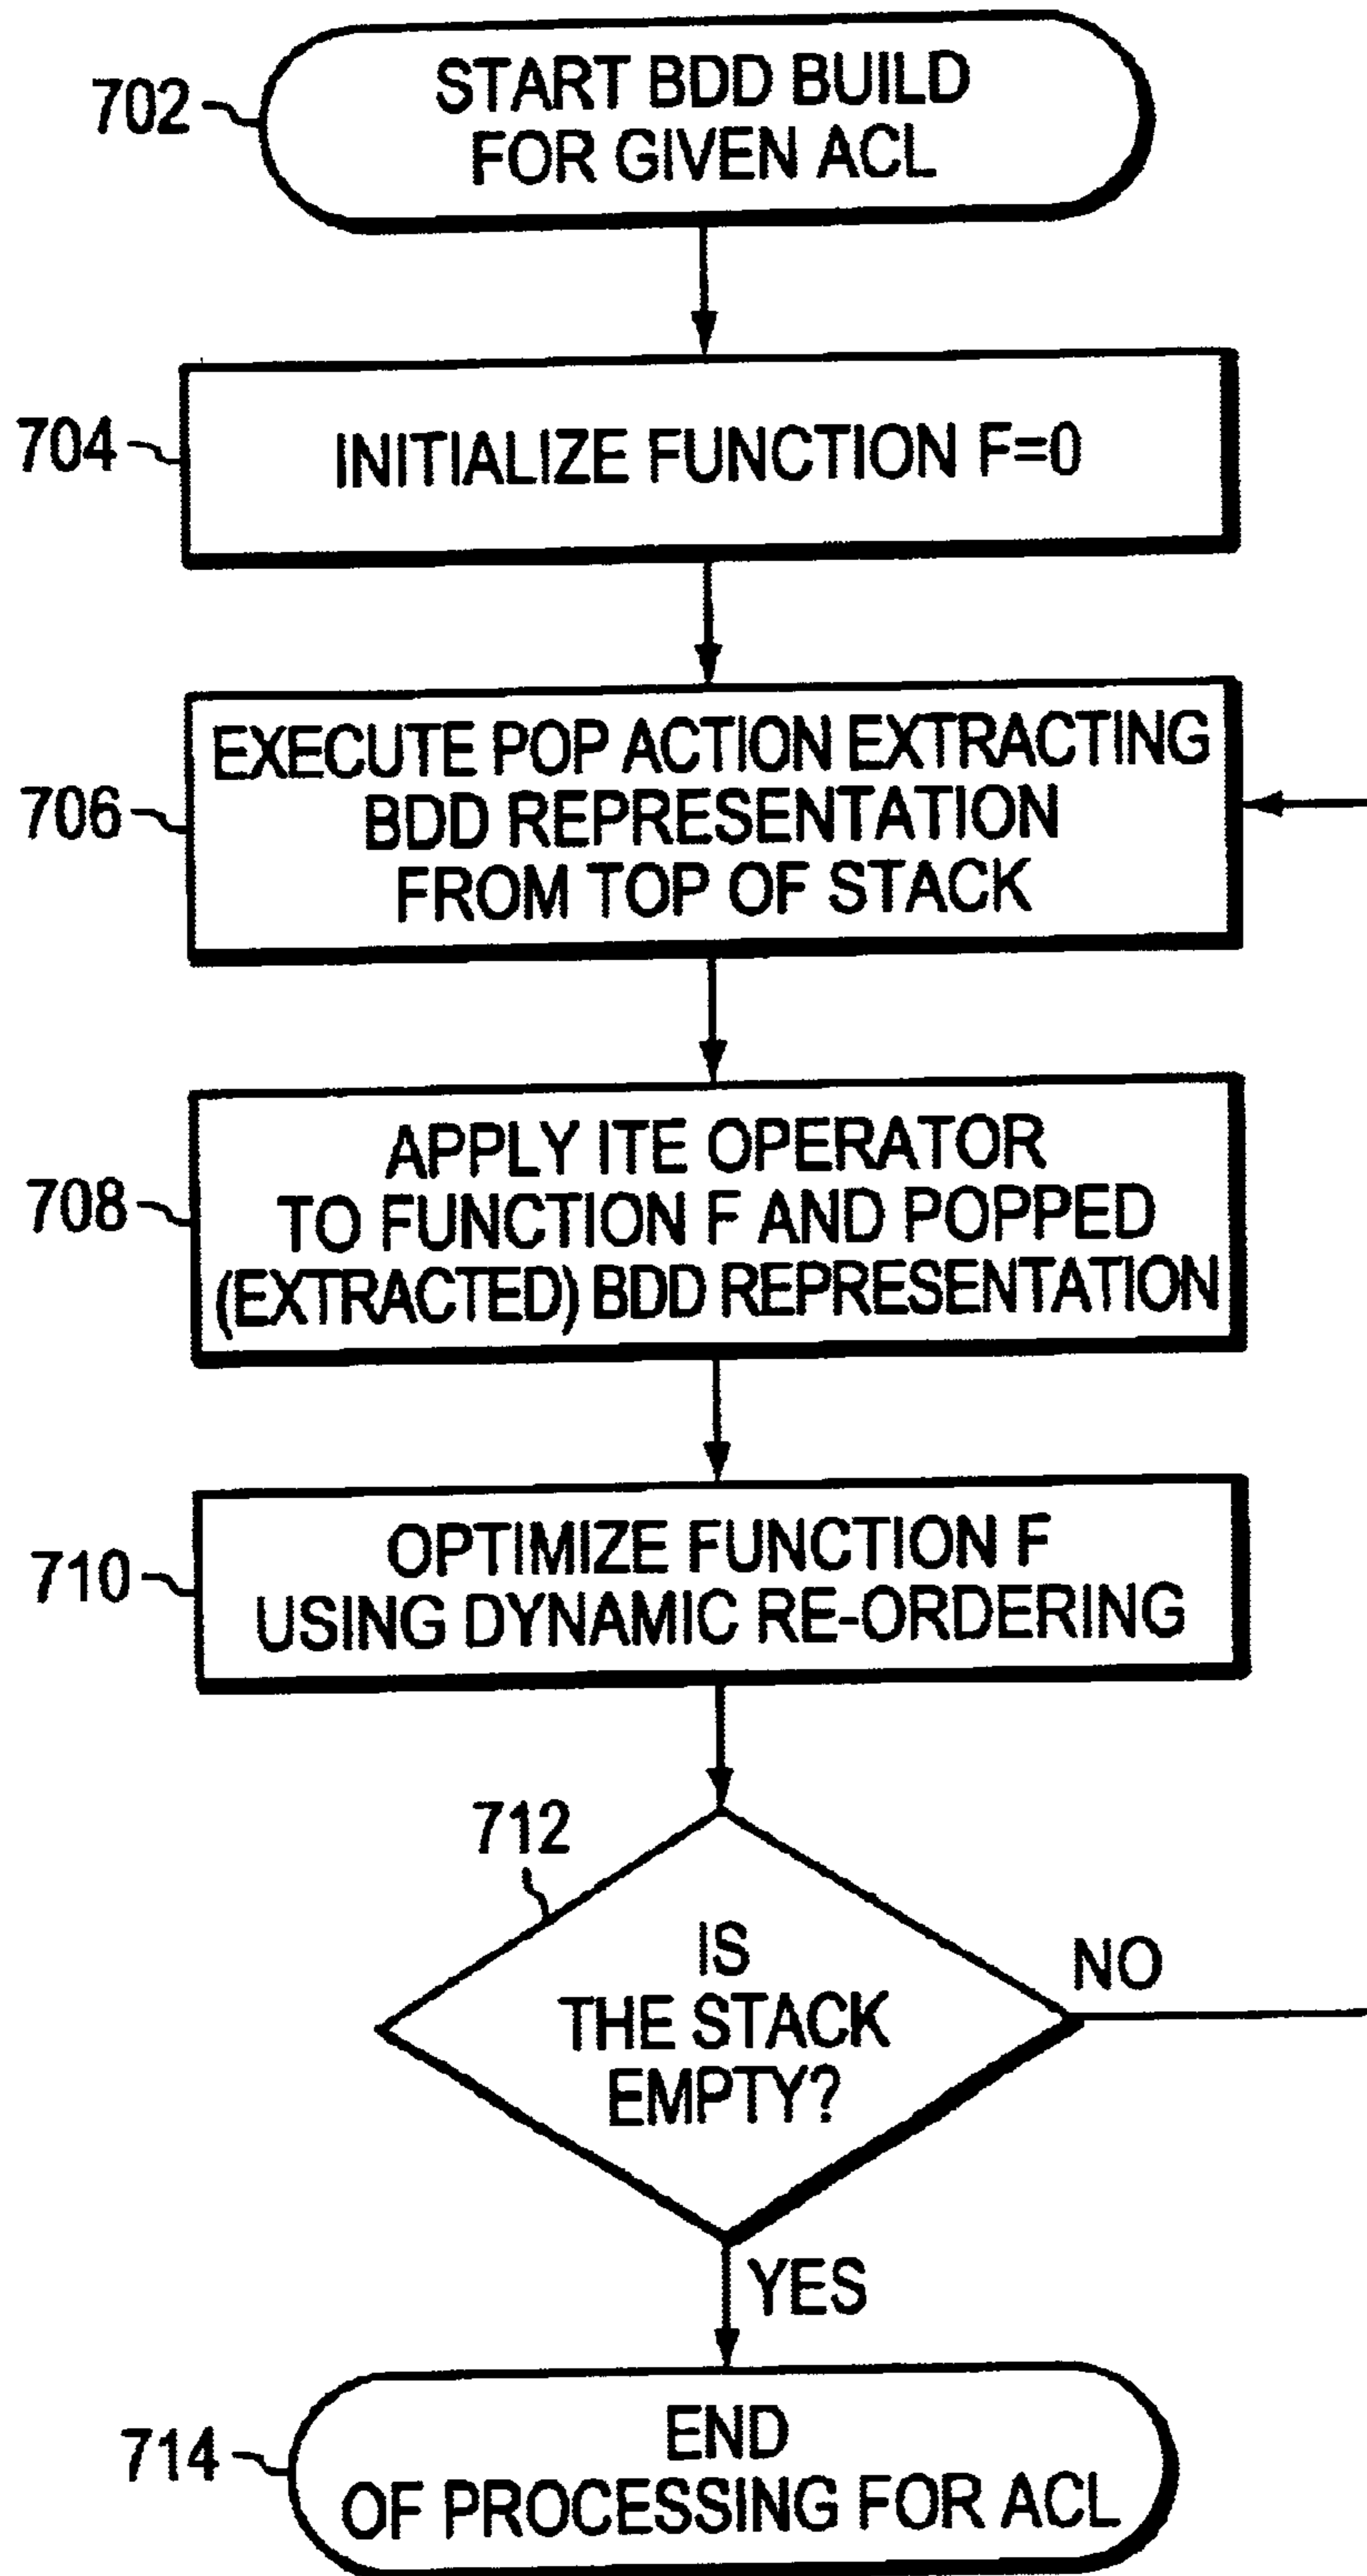 702
START BDD BUILD
FOR GIVEN ACL
704
INITIALIZE FUNCTION F=0
706
EXECUTE POP ACTION EXTRACTING
BDD REPRESENTATION
FROM TOP OF STACK
708
APPLY ITE OPERATOR
TO FUNCTION F AND POPPED
(EXTRACTED) BDD REPRESENTATION
710
OPTIMIZE FUNCTION F
USING DYNAMIC RE-ORDERING
712
IS
THE STACK
EMPTY?
NO
YES
714
END
OF PROCESSING FOR ACL